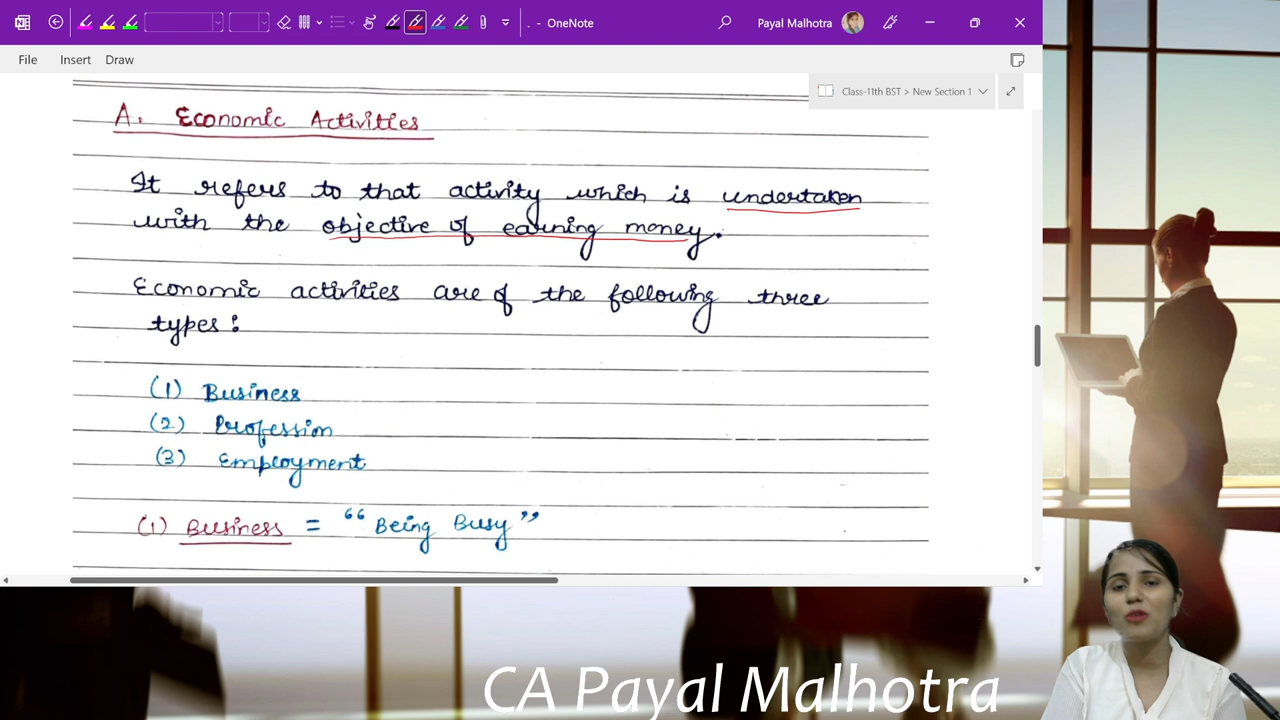 . - OneNote
Payal Malhotra
File Insert Draw
Class-11th BST > New Section 1
A. Economic Activities
It refers to that activity which is undertaken
with the objective of earning money.
Economic activities are of the following three
types:
(1) Business
(2) Profession
(3) Employment
(1) Business = "Being Busy"
CA Payal Malhotra